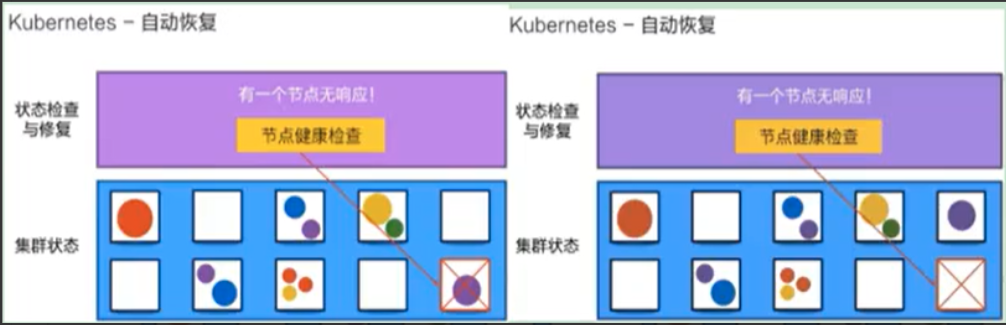 Kubernetes - 自动恢复
状态检查
与修复
有一个节点无响应!
节点健康检查
集群状态
Kubernetes - 自动恢复
状态检查
与修复
有一个节点无响应!
节点健康检查
集群状态